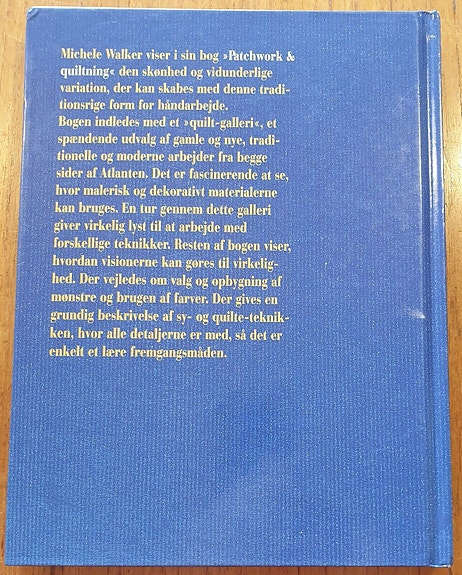 Michele Walker viser i sin bog »Patchwork &
quiltning« den skønhed og vidunderlige
variation, der kan skabes med denne tradi-
tionsrige form for håndarbejde.
Bogen indledes med et »quilt-galleri«, et
spændende udvalg af gamle og nye, tradi-
tionelle og moderne arbejder fra begge
sider af Atlanten. Det er fascinerende at se,
hvor malerisk og dekorativt materialerne
kan bruges. En tur gennem dette galleri
giver virkelig lyst til at arbejde med
forskellige teknikker. Resten af bogen viser,
hvordan visionerne kan gøres til virkelig-
hed. Der vejledes om valg og opbygning af
mønstre og brugen af farver. Der gives en
grundig beskrivelse af sy- og quilte-teknik-
ken, hvor alle detaljerne er med, så det er
enkelt et lære fremgangsmåden.